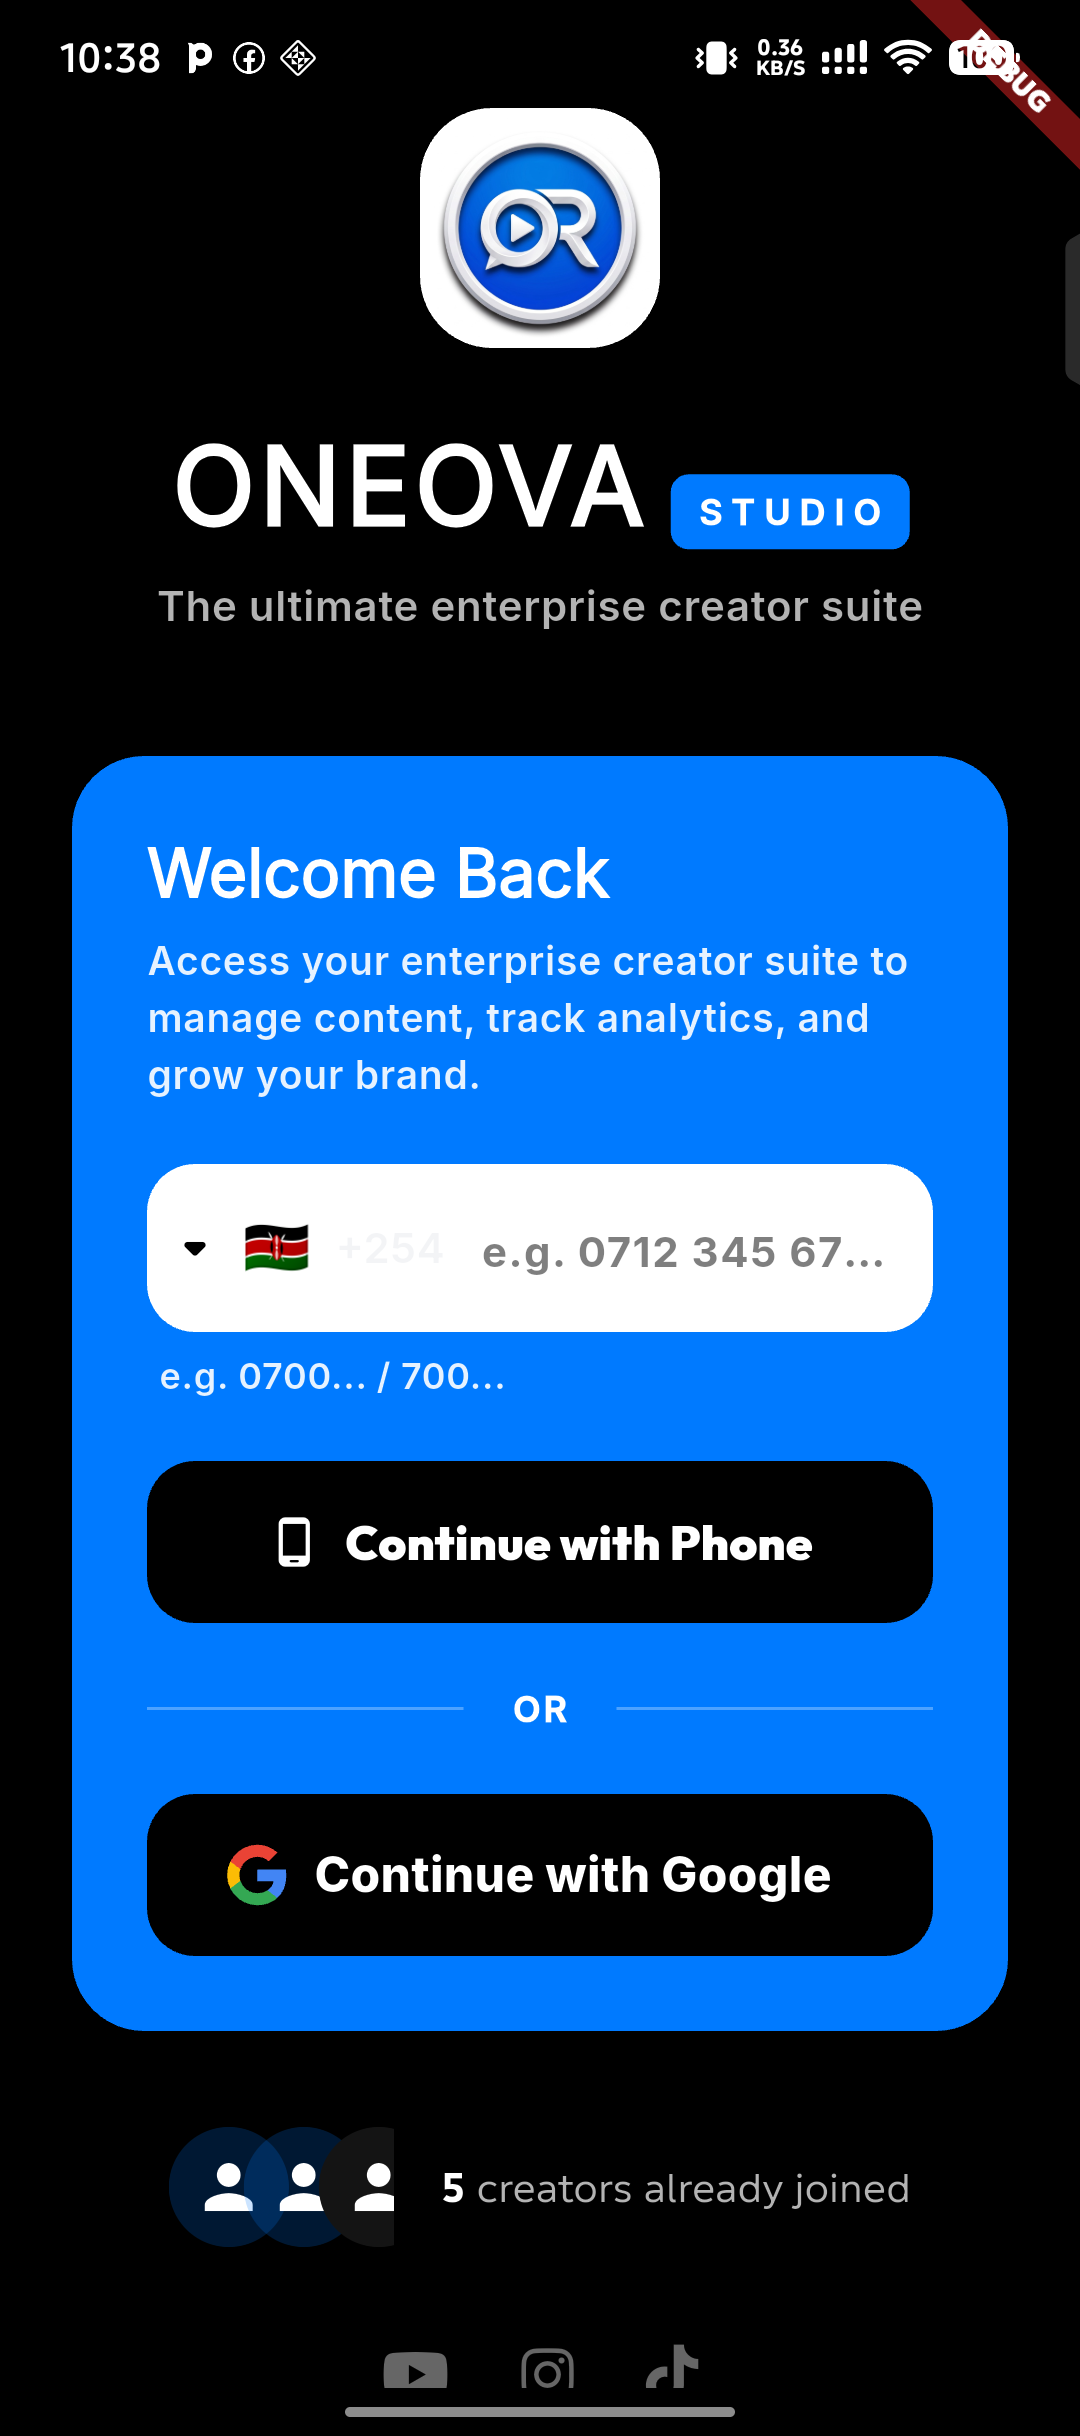 10:38
0.36
KB/S
100
DEBUG
OR
ONEOVA
STUDIO
The ultimate enterprise creator suite
Welcome Back
Access your enterprise creator suite to
manage content, track analytics, and
grow your brand.
+254 e.g. 0712 345 67...
e.g. 0700... / 700...
Continue with Phone
OR
Continue with Google
5 creators already joined